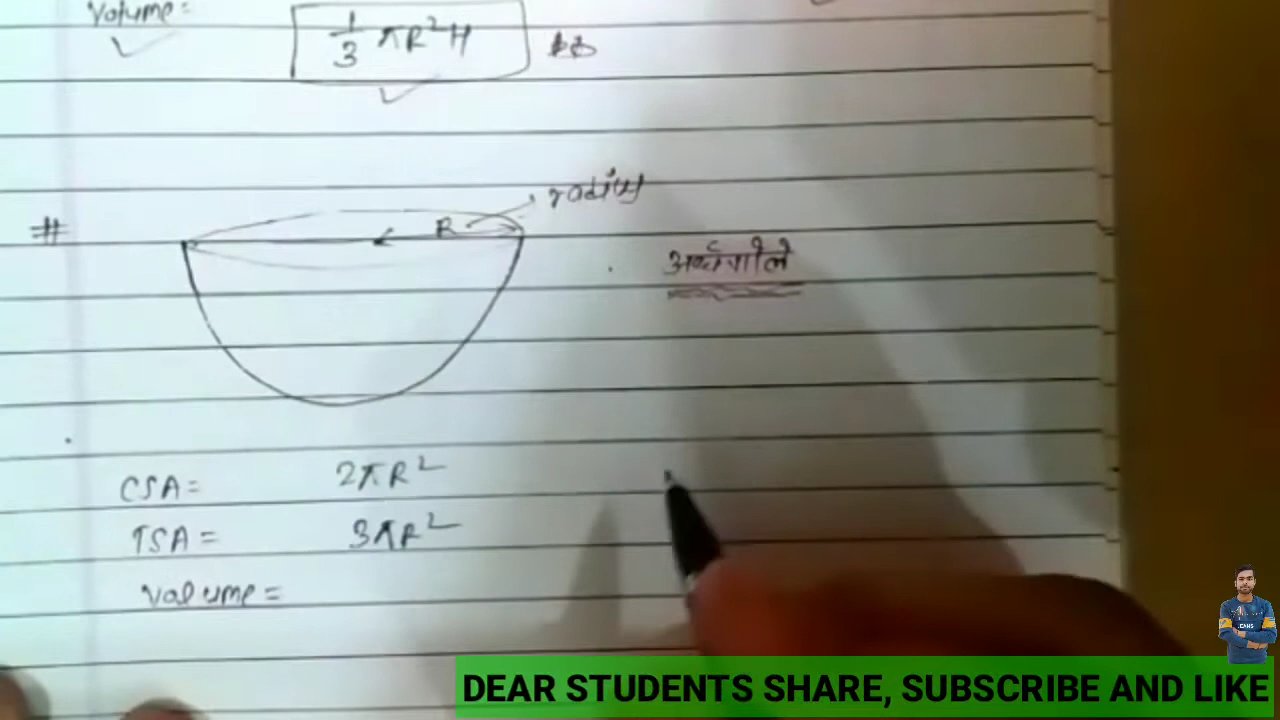 Volume:
1/3 πR²H
radius
# R
अर्धगोले
CSA= 2πR²
TSA= 3πR²
Volume=
DEAR STUDENTS SHARE, SUBSCRIBE AND LIKE